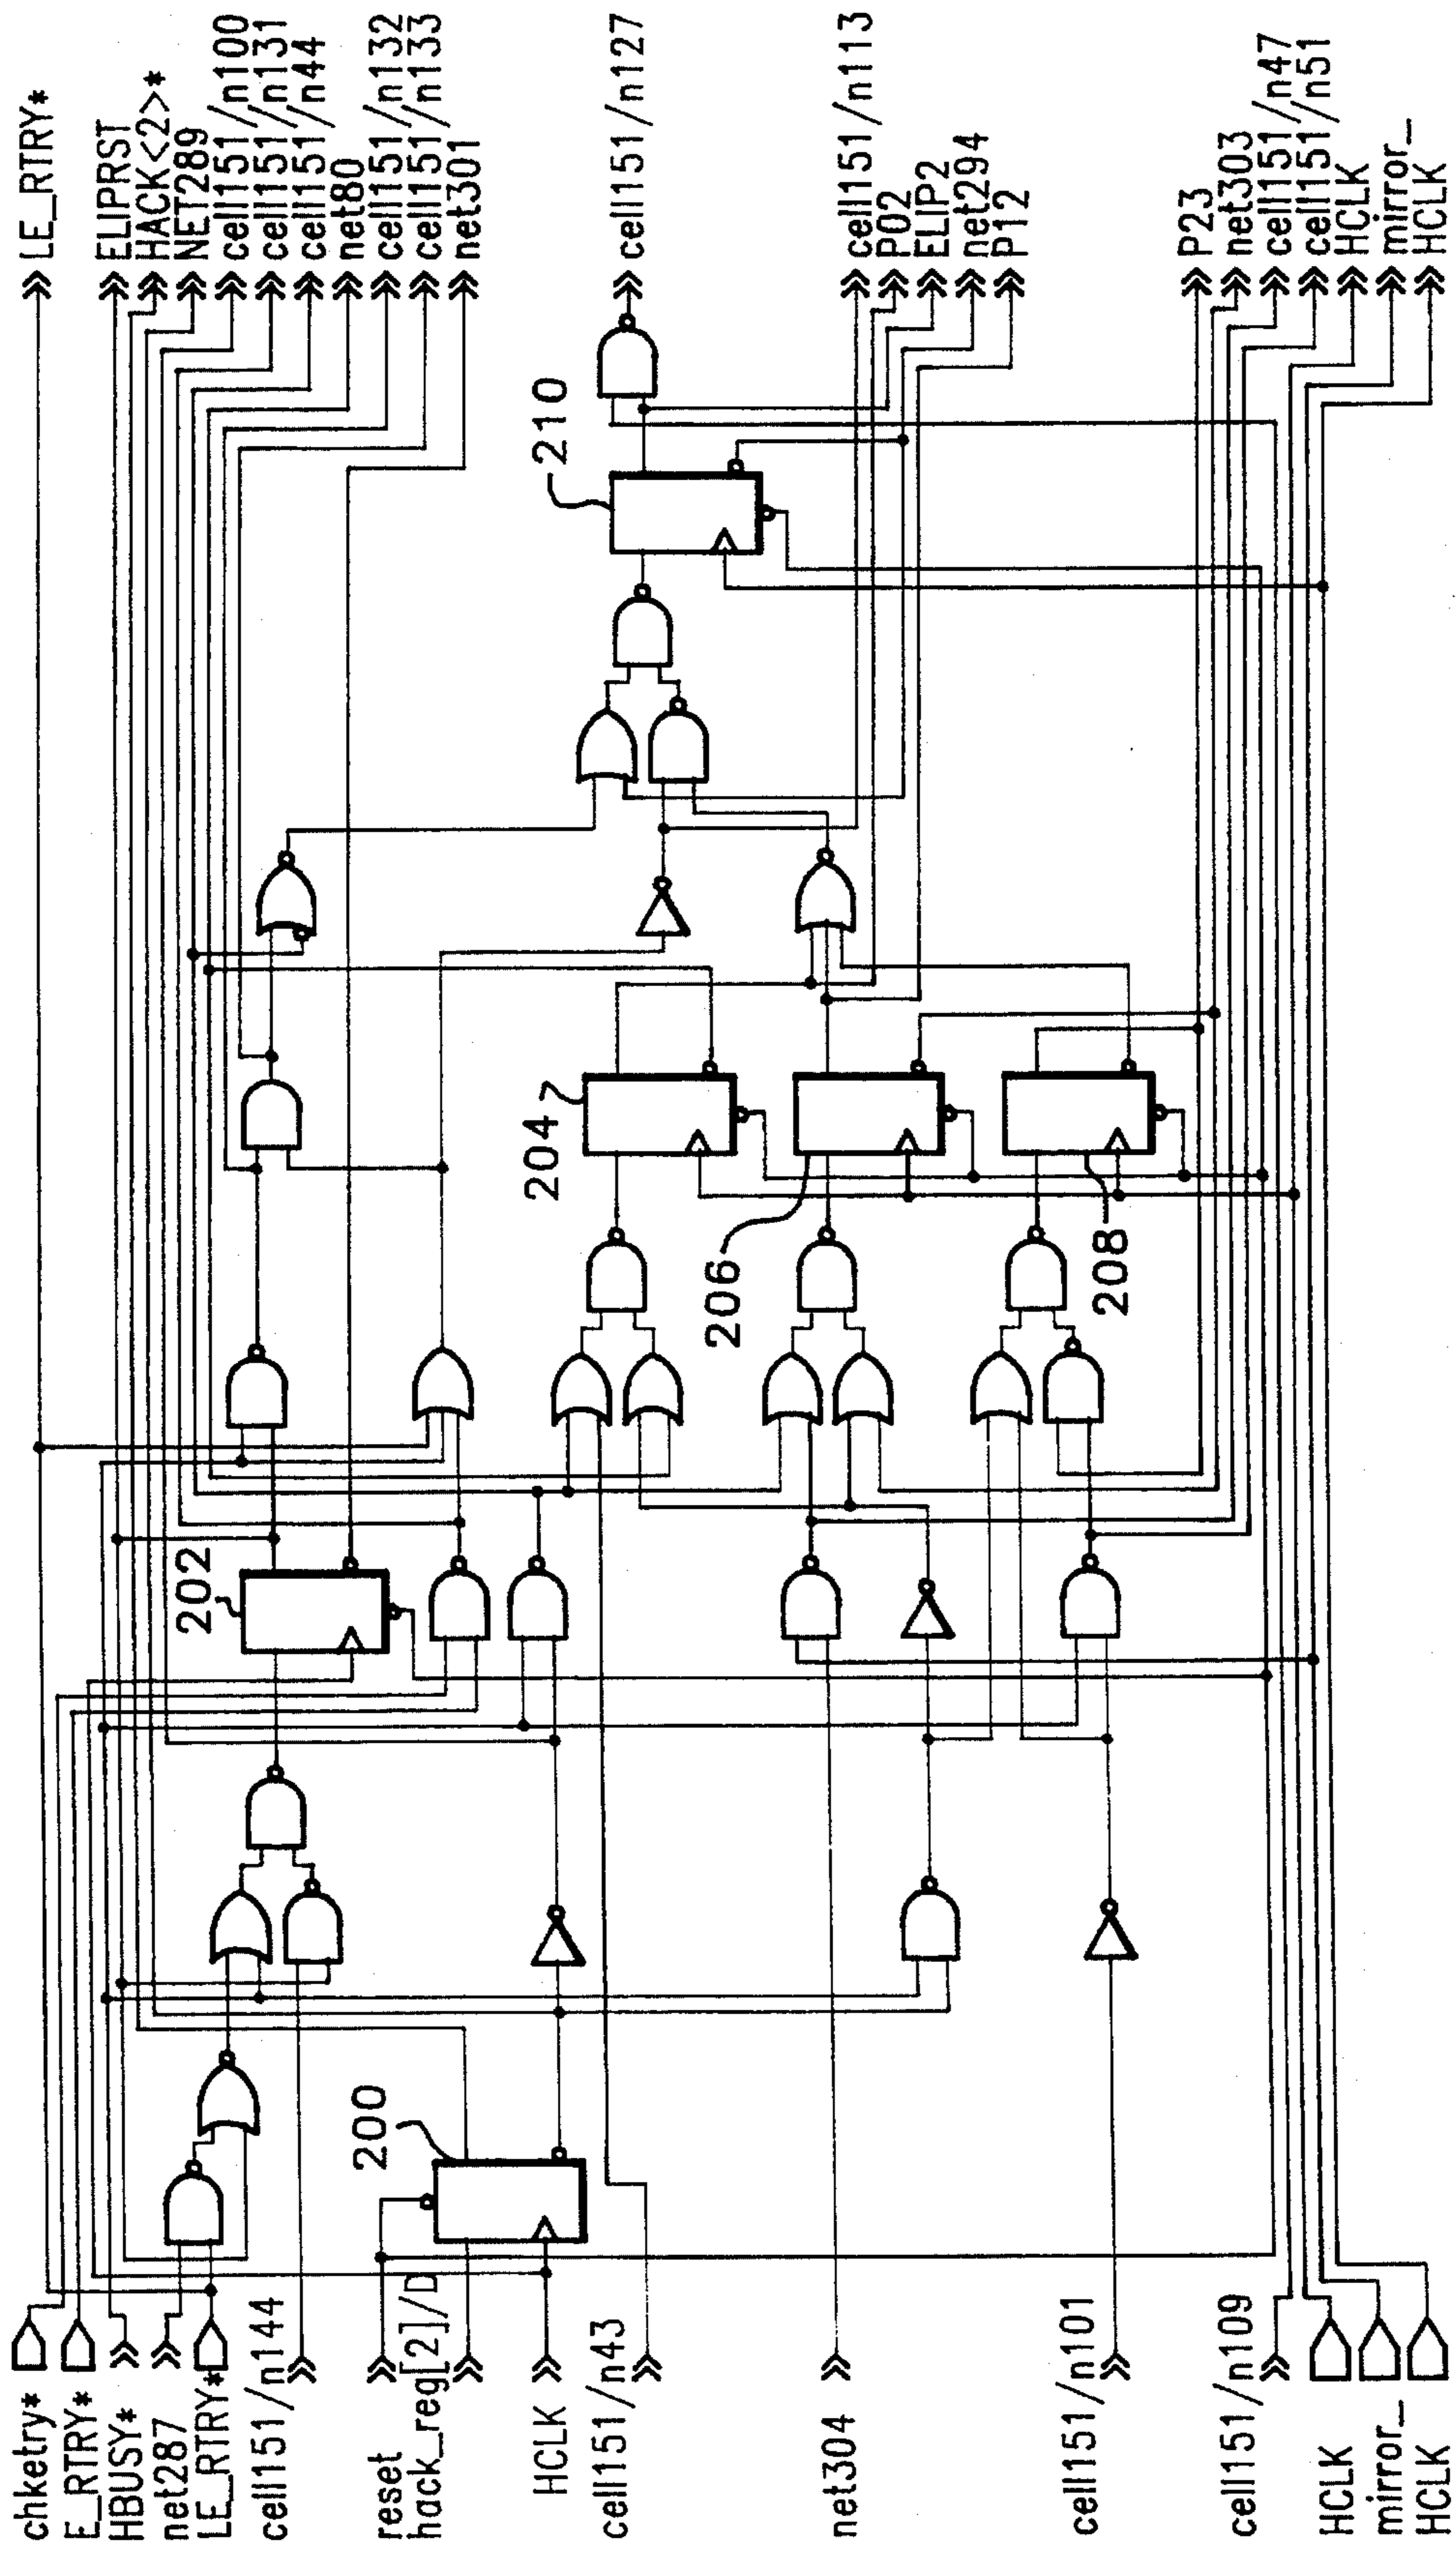 LE_RTRY*
ELIPRST
HACK<2>*
NET289
cell151/n100
cell151/n131
cell151/n44
net80
cell151/n132
cell151/n133
net301
cell151/n127
cell151/n113
P02
ELIP2
net294
P12
P23
net303
cell151/n47
cell151/n51
HCLK
mirror_
HCLK
210
204
206
208
202
200
chketry*
E_RTRY*
HBUSY*
net287
LE_RTRY*
cell151/n144
reset
hack_reg[2]/D
HCLK
cell151/n43
net304
cell151/n101
cell151/n109
HCLK
mirror_
HCLK